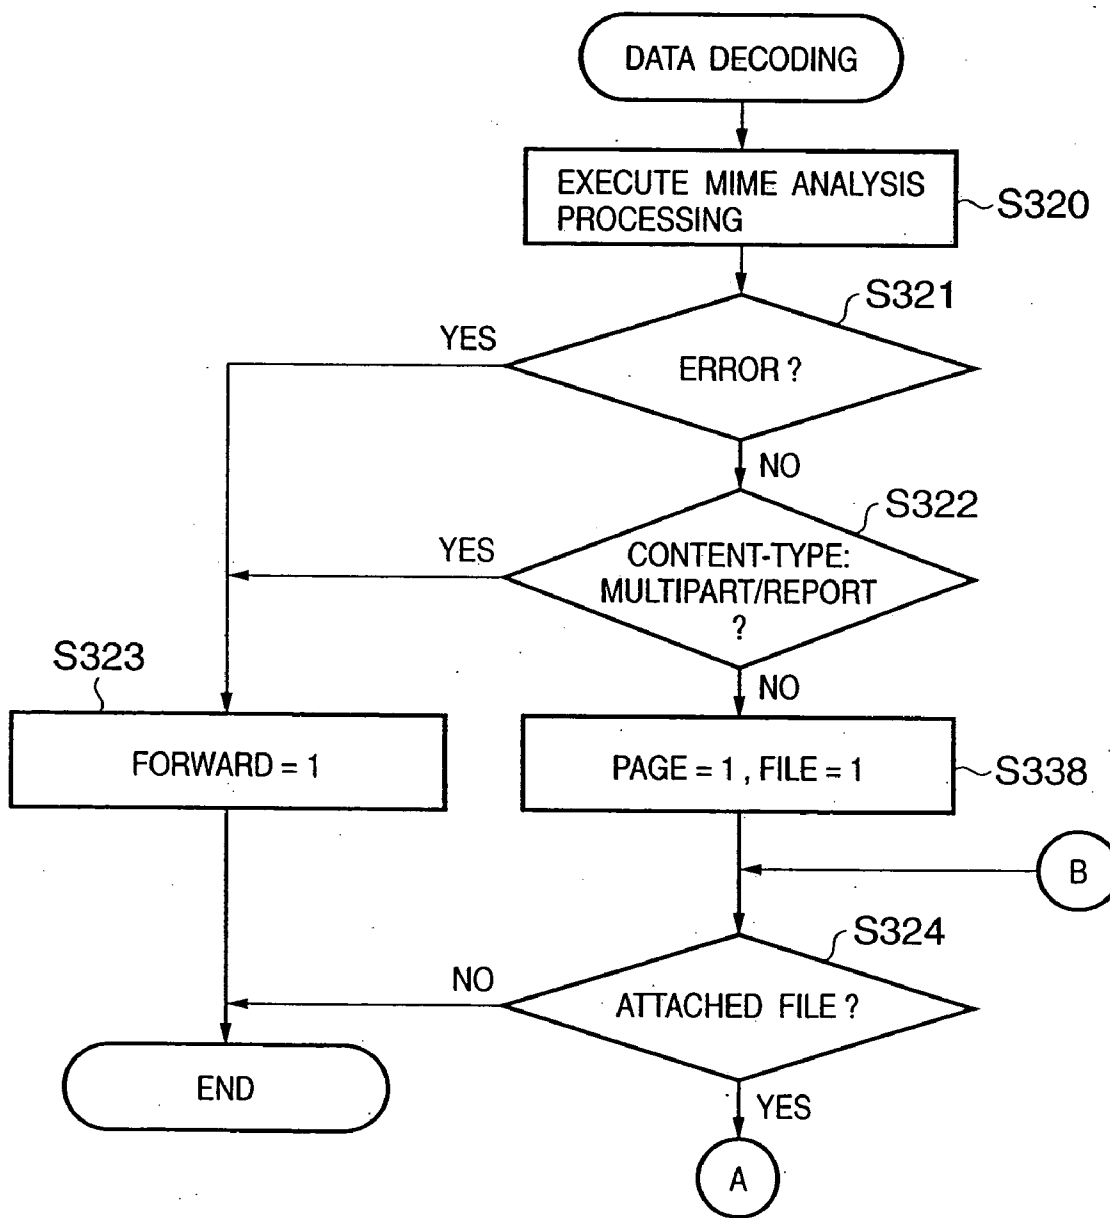 DATA DECODING
EXECUTE MIME ANALYSIS
PROCESSING
S320
S321
YES
ERROR ?
NO
S322
YES
CONTENT-TYPE:
MULTIPART/REPORT
?
S323
NO
FORWARD = 1
PAGE = 1 , FILE = 1
S338
B
S324
NO
ATTACHED FILE ?
END
YES
A